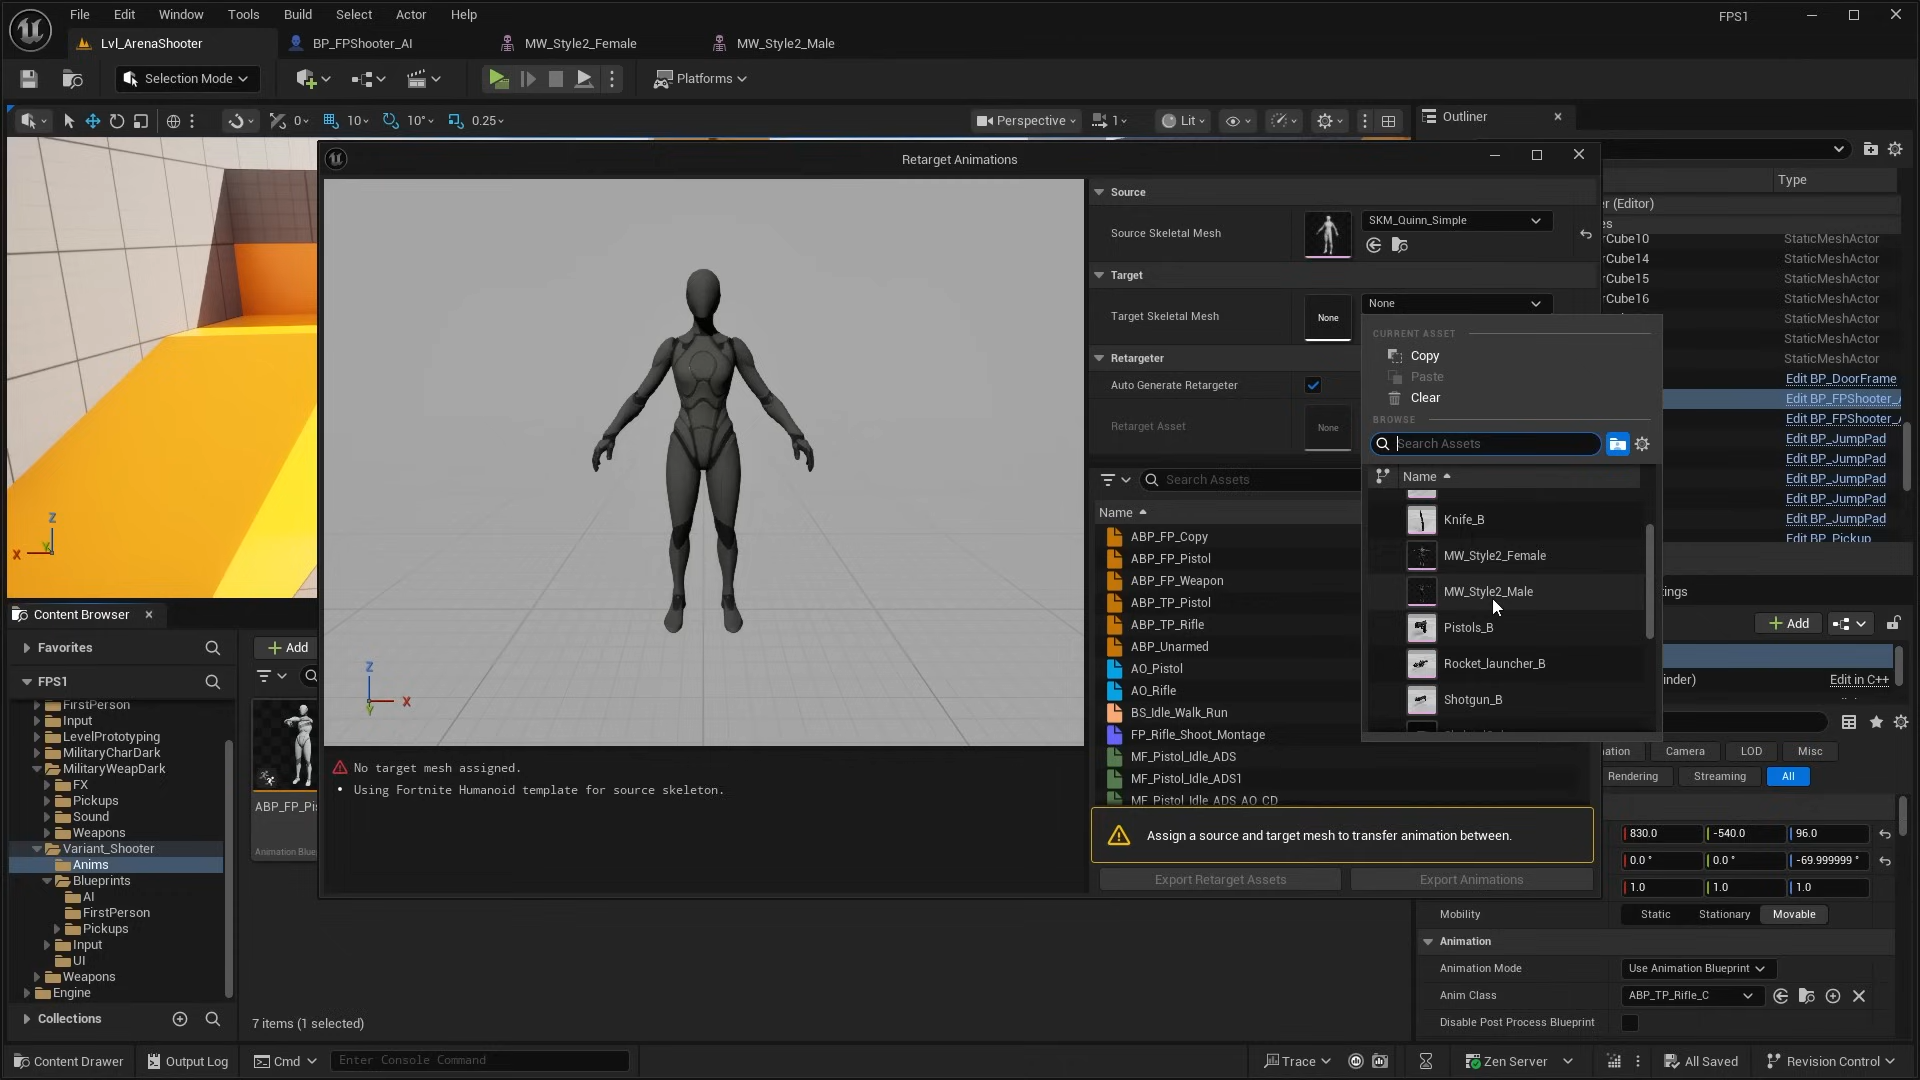 File Edit Window Tools Build Select Actor Help
FPS1
Lvl_ArenaShooter BP_FPShooter_AI MW_Style2_Female MW_Style2_Male
Selection Mode
Platforms
0 10 10° 0.25
Perspective 1 Lit
Outliner
Retarget Animations
Type
r (Editor)
Cube10 StaticMeshActor
Cube14 StaticMeshActor
Cube15 StaticMeshActor
Cube16 StaticMeshActor
StaticMeshActor
StaticMeshActor
StaticMeshActor
Edit BP_DoorFrame
Edit BP_FPShooter_
Edit BP_FPShooter_
Edit BP_JumpPad
Edit BP_JumpPad
Edit BP_JumpPad
Edit BP_JumpPad
Edit BP_JumpPad
Edit BP_Pickup
Source
Source Skeletal Mesh
SKM_Quinn_Simple
Target
Target Skeletal Mesh
None
None
Retargeter
Auto Generate Retargeter
Retarget Asset
None
CURRENT ASSET
Copy
Paste
Clear
BROWSE
Search Assets
Name
Knife_B
MW_Style2_Female
MW_Style2_Male
Pistols_B
Rocket_launcher_B
Shotgun_B
Search Assets
Name
ABP_FP_Copy
ABP_FP_Pistol
ABP_FP_Weapon
ABP_TP_Pistol
ABP_TP_Rifle
ABP_Unarmed
AO_Pistol
AO_Rifle
BS_Idle_Walk_Run
FP_Rifle_Shoot_Montage
MF_Pistol_Idle_ADS
MF_Pistol_Idle_ADS1
MF_Pistol_Idle_ADS_AO_CD
Assign a source and target mesh to transfer animation between.
Export Retarget Assets
Export Animations
No target mesh assigned.
• Using Fortnite Humanoid template for source skeleton.
Z
X
Y
Z
X
Y
Content Browser
Favorites
Add
FPS1
FirstPerson
Input
LevelPrototyping
MilitaryCharDark
MilitaryWeapDark
FX
Pickups
Sound
Weapons
Variant_Shooter
Anims
Blueprints
AI
FirstPerson
Pickups
Input
UI
Weapons
Engine
Collections
ABP_FP_Pis
Animation Blue
7 items (1 selected)
tings
Add
Edit in C++
Camera LOD Misc
Rendering Streaming All
830.0 -540.0 96.0
0.0 ° 0.0 ° -69.999999 °
1.0 1.0 1.0
Mobility Static Stationary Movable
Animation
Animation Mode Use Animation Blueprint
Anim Class ABP_TP_Rifle_C
Disable Post Process Blueprint
Content Drawer Output Log Cmd Enter Console Command
Trace Zen Server All Saved Revision Control